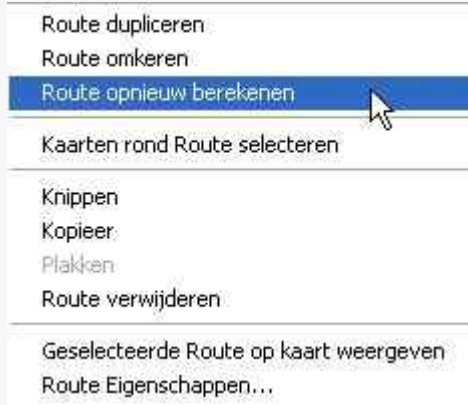 Route dupliceren
Route omkeren
Route opnieuw berekenen
Kaarten rond Route selecteren
Knippen
Kopieer
Plakken
Route verwijderen
Geselecteerde Route op kaart weergeven
Route Eigenschappen...